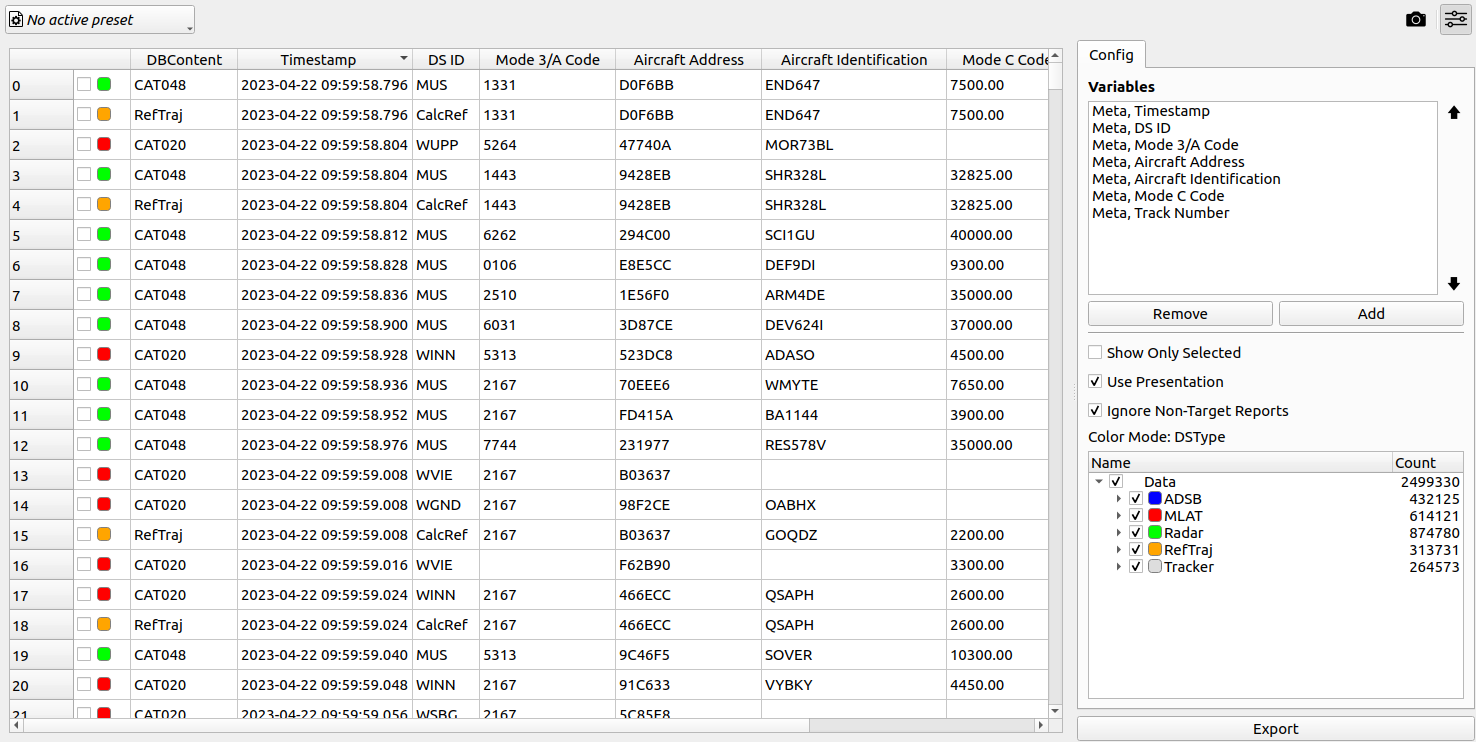 No active preset
DBContent Timestamp DS ID Mode 3/A Code Aircraft Address Aircraft Identification Mode C Code
0 CAT048 2023-04-22 09:59:58.796 MUS 1331 D0F6BB END647 7500.00
1 RefTraj 2023-04-22 09:59:58.796 CalcRef 1331 D0F6BB END647 7500.00
2 CAT020 2023-04-22 09:59:58.804 WUPP 5264 47740A MOR73BL
3 CAT048 2023-04-22 09:59:58.804 MUS 1443 9428EB SHR328L 32825.00
4 RefTraj 2023-04-22 09:59:58.804 CalcRef 1443 9428EB SHR328L 32825.00
5 CAT048 2023-04-22 09:59:58.812 MUS 6262 294C00 SCI1GU 40000.00
6 CAT048 2023-04-22 09:59:58.828 MUS 0106 E8E5CC DEF9DI 9300.00
7 CAT048 2023-04-22 09:59:58.836 MUS 2510 1E56F0 ARM4DE 35000.00
8 CAT048 2023-04-22 09:59:58.900 MUS 6031 3D87CE DEV624I 37000.00
9 CAT020 2023-04-22 09:59:58.928 WINN 5313 523DC8 ADASO 4500.00
10 CAT048 2023-04-22 09:59:58.936 MUS 2167 70EEE6 WMYTE 7650.00
11 CAT048 2023-04-22 09:59:58.952 MUS 2167 FD415A BA1144 3900.00
12 CAT048 2023-04-22 09:59:58.976 MUS 7744 231977 RES578V 35000.00
13 CAT020 2023-04-22 09:59:59.008 WVIE 2167 B03637
14 CAT020 2023-04-22 09:59:59.008 WGND 2167 98F2CE OABHX
15 RefTraj 2023-04-22 09:59:59.008 CalcRef 2167 B03637 GOQDZ 2200.00
16 CAT020 2023-04-22 09:59:59.016 WVIE F62B90 3300.00
17 CAT020 2023-04-22 09:59:59.024 WINN 2167 466ECC QSAPH 2600.00
18 RefTraj 2023-04-22 09:59:59.024 CalcRef 2167 466ECC QSAPH 2600.00
19 CAT048 2023-04-22 09:59:59.040 MUS 5313 9C46F5 SOVER 10300.00
20 CAT020 2023-04-22 09:59:59.048 WINN 2167 91C633 VYBKY 4450.00
21 CAT020 2023-04-22 09:59:59.056 WSBG 2167 5C85F8
Config
Variables
Meta, Timestamp
Meta, DS ID
Meta, Mode 3/A Code
Meta, Aircraft Address
Meta, Aircraft Identification
Meta, Mode C Code
Meta, Track Number
Remove Add
Show Only Selected
Use Presentation
Ignore Non-Target Reports
Color Mode: DSType
Name Count
Data 2499330
ADSB 432125
MLAT 614121
Radar 874780
RefTraj 313731
Tracker 264573
Export